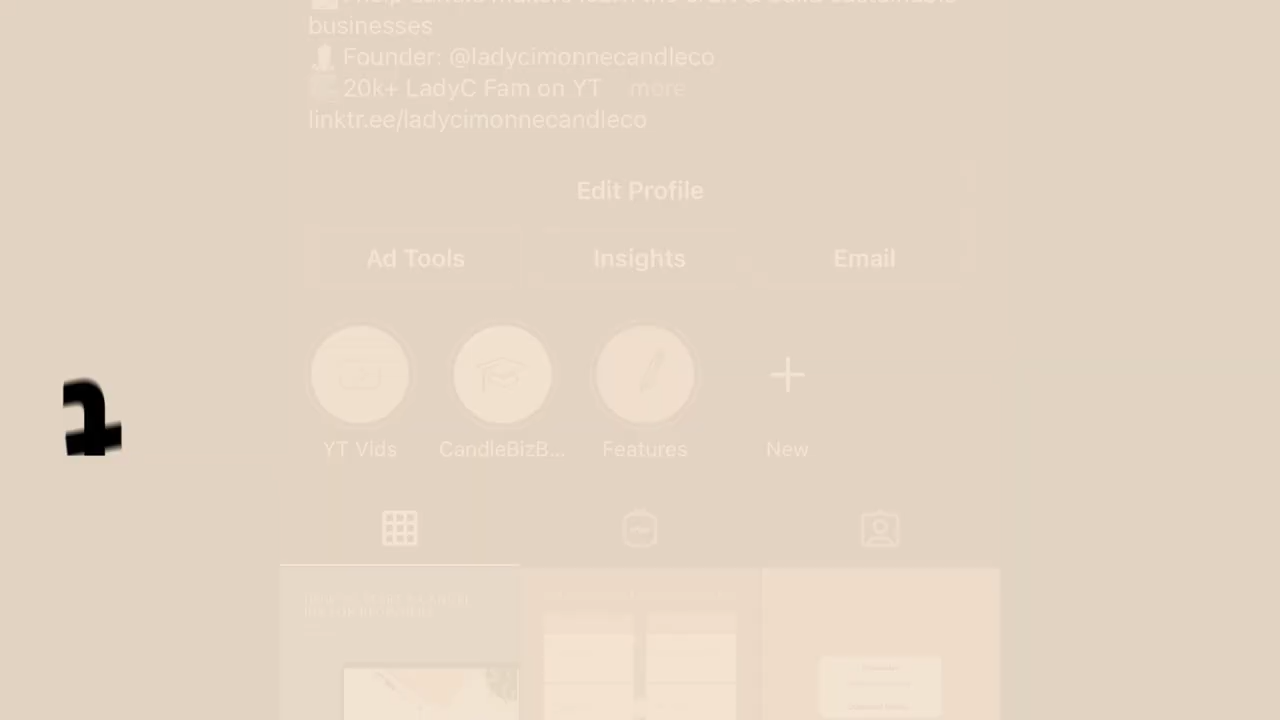 businesses
Founder: @ladycimonnecandleco
20k+ LadyC Fam on YT more
linktr.ee/ladycimonnecandleco
Edit Profile
Ad Tools Insights Email
YT Vids CandleBizB... Features New